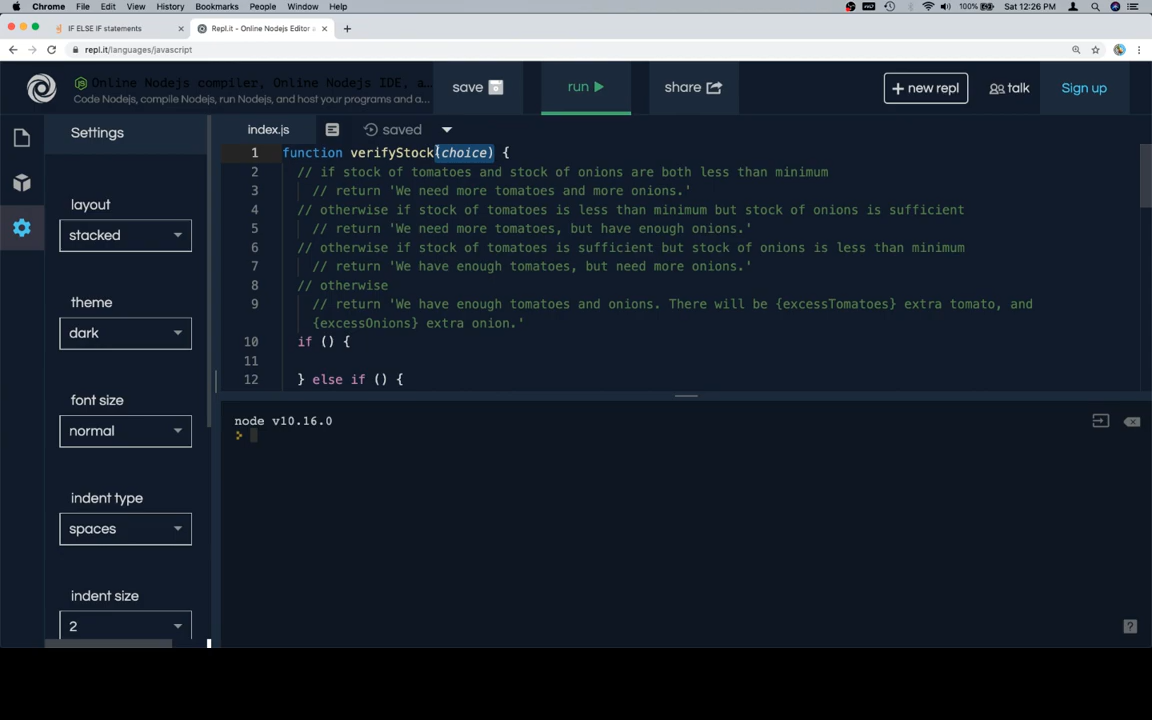 Chrome File Edit View History Bookmarks People Window Help 100% Sat 12:26 PM
IF ELSE IF statements × Repl.it - Online Nodejs Editor a × +
repl.it/languages/javascript
Online Nodejs compiler, Online Nodejs IDE, a…
Code Nodejs, compile Nodejs, run Nodejs, and host your programs and a…
save run share + new repl talk Sign up
Settings
index.js saved
layout
stacked
theme
dark
font size
normal
indent type
spaces
indent size
2
1 function verifyStock(choice) {
2 // if stock of tomatoes and stock of onions are both less than minimum
3 // return 'We need more tomatoes and more onions.'
4 // otherwise if stock of tomatoes is less than minimum but stock of onions is sufficient
5 // return 'We need more tomatoes, but have enough onions.'
6 // otherwise if stock of tomatoes is sufficient but stock of onions is less than minimum
7 // return 'We have enough tomatoes, but need more onions.'
8 // otherwise
9 // return 'We have enough tomatoes and onions. There will be {excessTomatoes} extra tomato, and
{excessOnions} extra onion.'
10 if () {
11
12 } else if () {
node v10.16.0
>
?